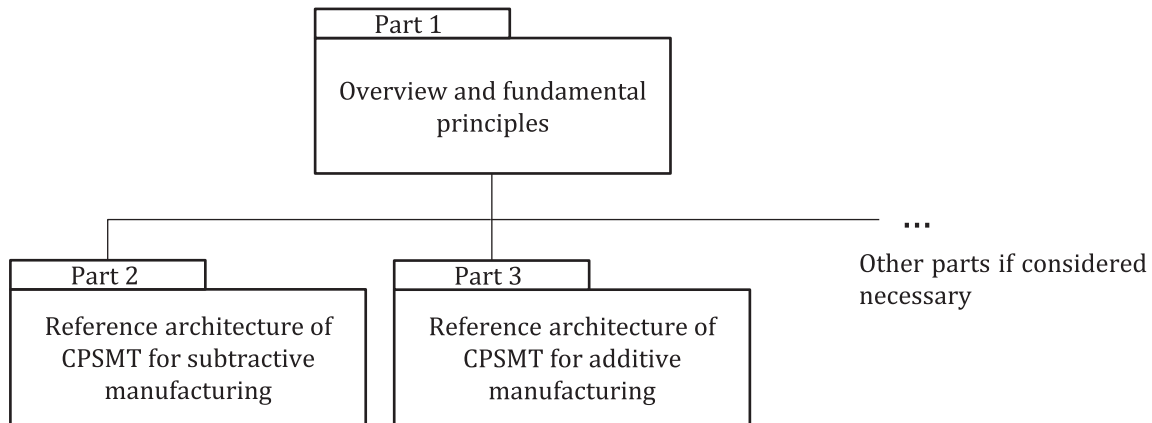 Part 1
Overview and fundamental
principles
...
Other parts if considered
necessary
Part 2
Reference architecture of
CPSMT for subtractive
manufacturing
Part 3
Reference architecture of
CPSMT for additive
manufacturing